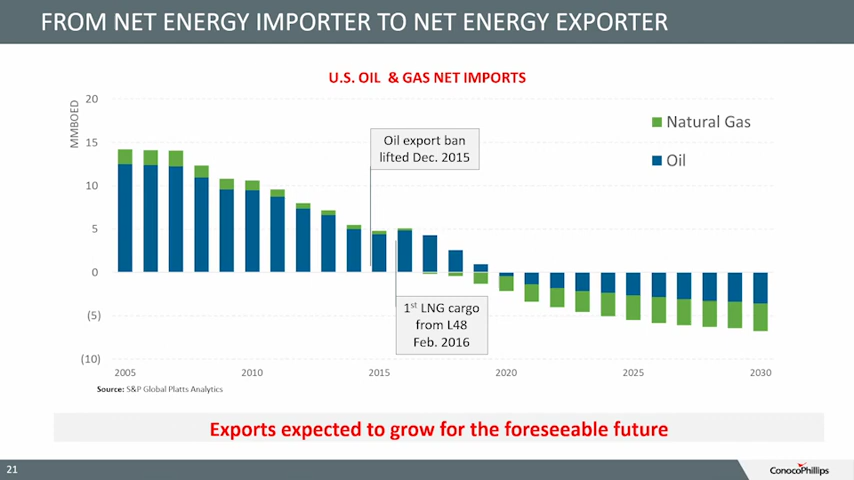 FROM NET ENERGY IMPORTER TO NET ENERGY EXPORTER
U.S. OIL & GAS NET IMPORTS
MMBOED
20
15
10
5
0
(5)
(10)
Natural Gas
Oil
Oil export ban
lifted Dec. 2015
1st LNG cargo
from L48
Feb. 2016
2005 2010 2015 2020 2025 2030
Source: S&P Global Platts Analytics
Exports expected to grow for the foreseeable future
21
ConocoPhillips